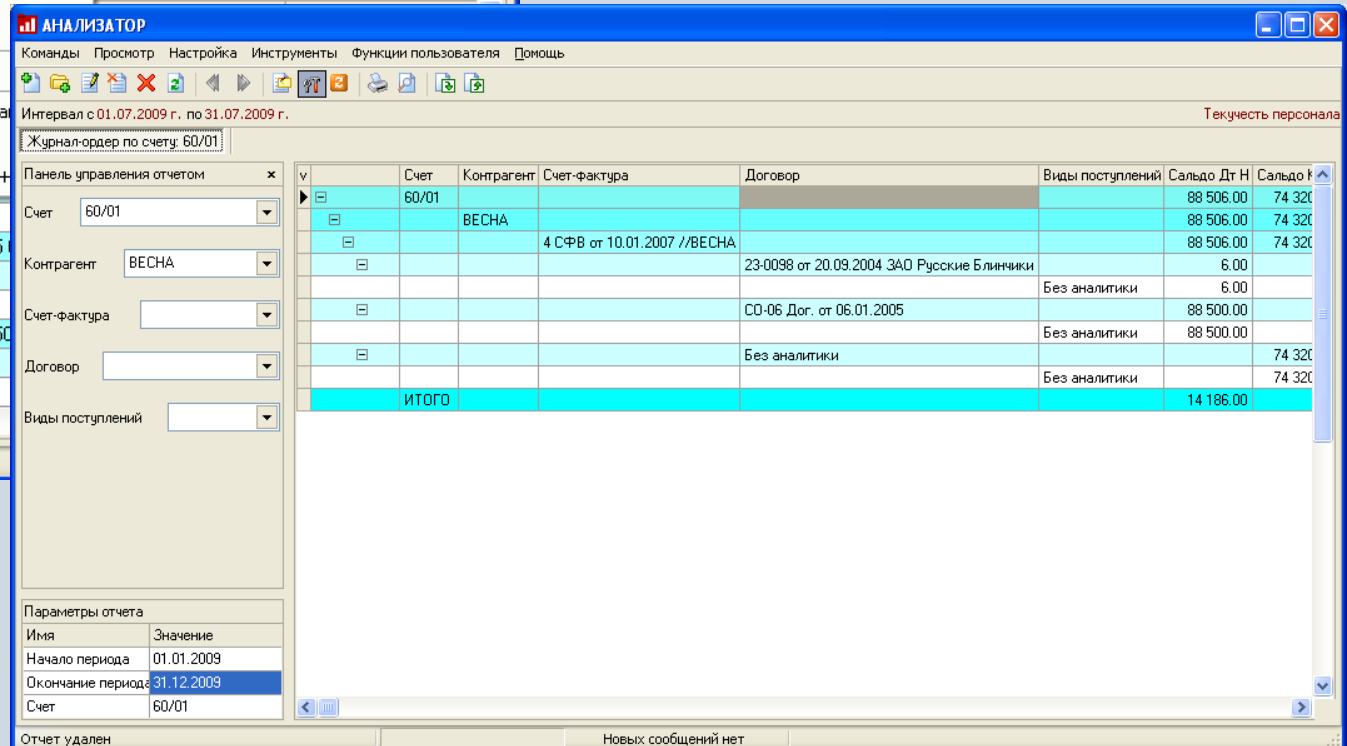 АНАЛИЗАТОР
Команды Просмотр Настройка Инструменты Функции пользователя Помощь
Интервал с 01.07.2009 г. по 31.07.2009 г. Текучесть персонала
Журнал-ордер по счету: 60/01
Панель управления отчетом x
Счет 60/01
Контрагент ВЕСНА
Счет-фактура
Договор
Виды поступлений
v Счет Контрагент Счет-фактура Договор Виды поступлений Сальдо Дт Н Сальдо К
60/01 88 506.00 74 320
ВЕСНА 88 506.00 74 320
4 СФВ от 10.01.2007 //ВЕСНА 88 506.00 74 320
23-0098 от 20.09.2004 ЗАО Русские Блинчики 6.00
Без аналитики 6.00
СО-06 Дог. от 06.01.2005 88 500.00
Без аналитики 88 500.00
Без аналитики 74 320
Без аналитики 74 320
ИТОГО 14 186.00
Параметры отчета
Имя Значение
Начало периода 01.01.2009
Окончание периода 31.12.2009
Счет 60/01
Отчет удален Новых сообщений нет